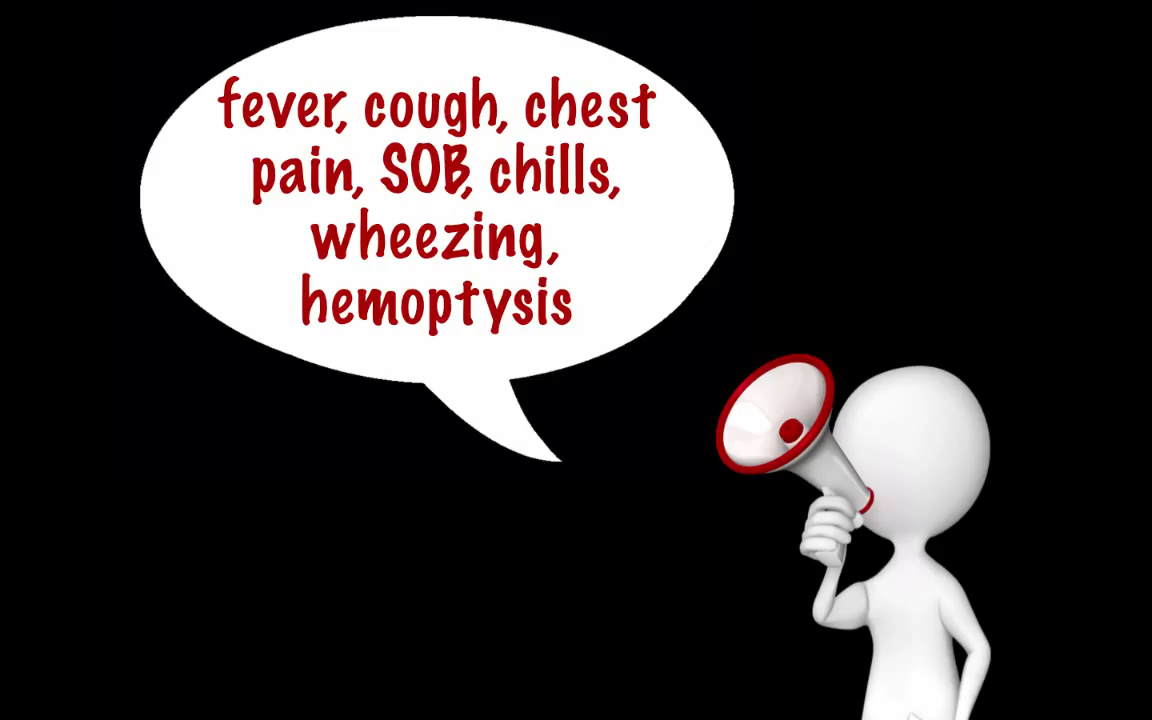 fever, cough, chest
pain, SOB, chills,
wheezing,
hemoptysis